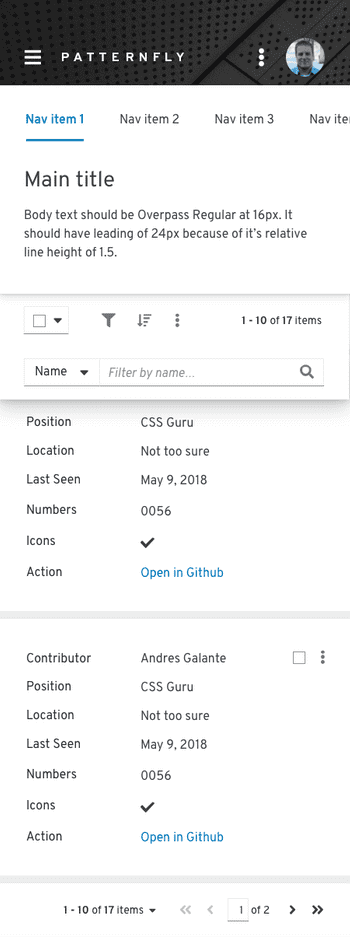 PATTERNFLY
Nav item 1 Nav item 2 Nav item 3 Nav ite
Main title
Body text should be Overpass Regular at 16px. It
should have leading of 24px because of it's relative
line height of 1.5.
1 - 10 of 17 items
Name Filter by name...
Position CSS Guru
Location Not too sure
Last Seen May 9, 2018
Numbers 0056
Icons
Action Open in Github
Contributor Andres Galante
Position CSS Guru
Location Not too sure
Last Seen May 9, 2018
Numbers 0056
Icons
Action Open in Github
1 - 10 of 17 items 1 of 2